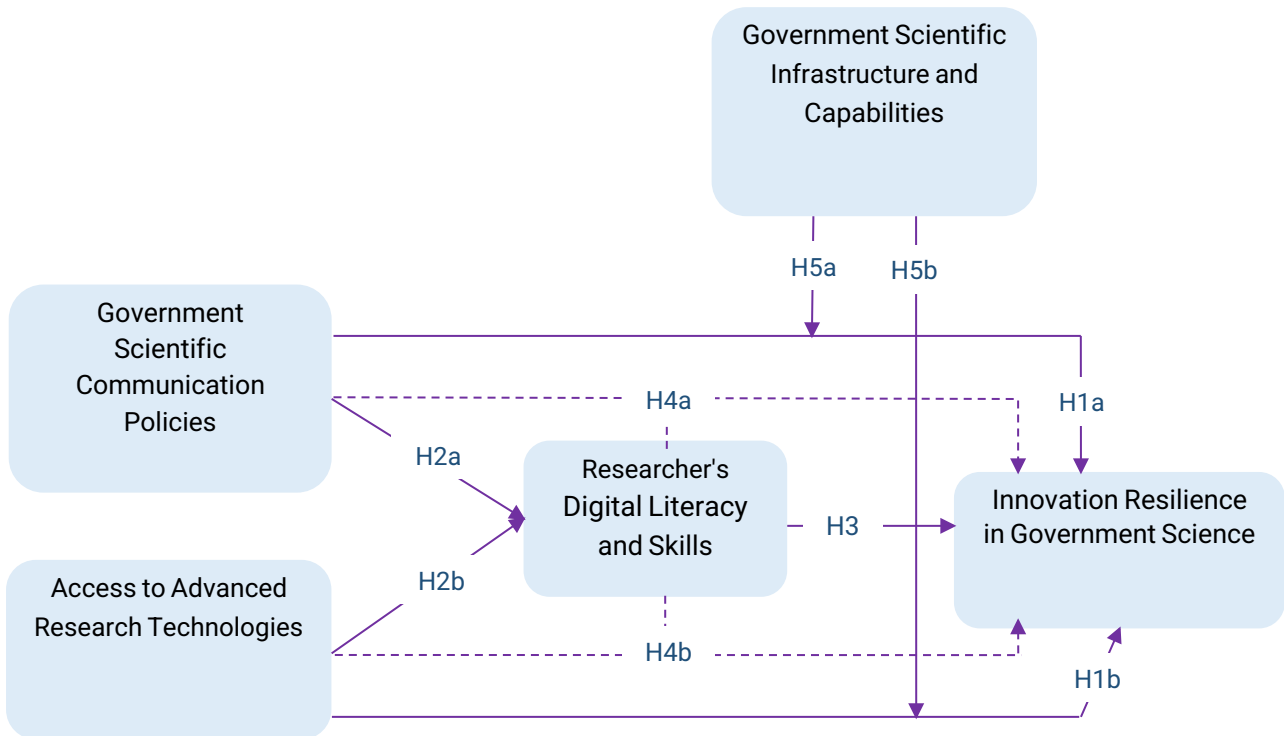 Government Scientific
Infrastructure and
Capabilities
H5a
H5b
Government
Scientific
Communication
Policies
H4a
H1a
H2a
Researcher's
Digital Literacy
and Skills
H3
Innovation Resilience
in Government Science
H2b
Access to Advanced
Research Technologies
H4b
H1b